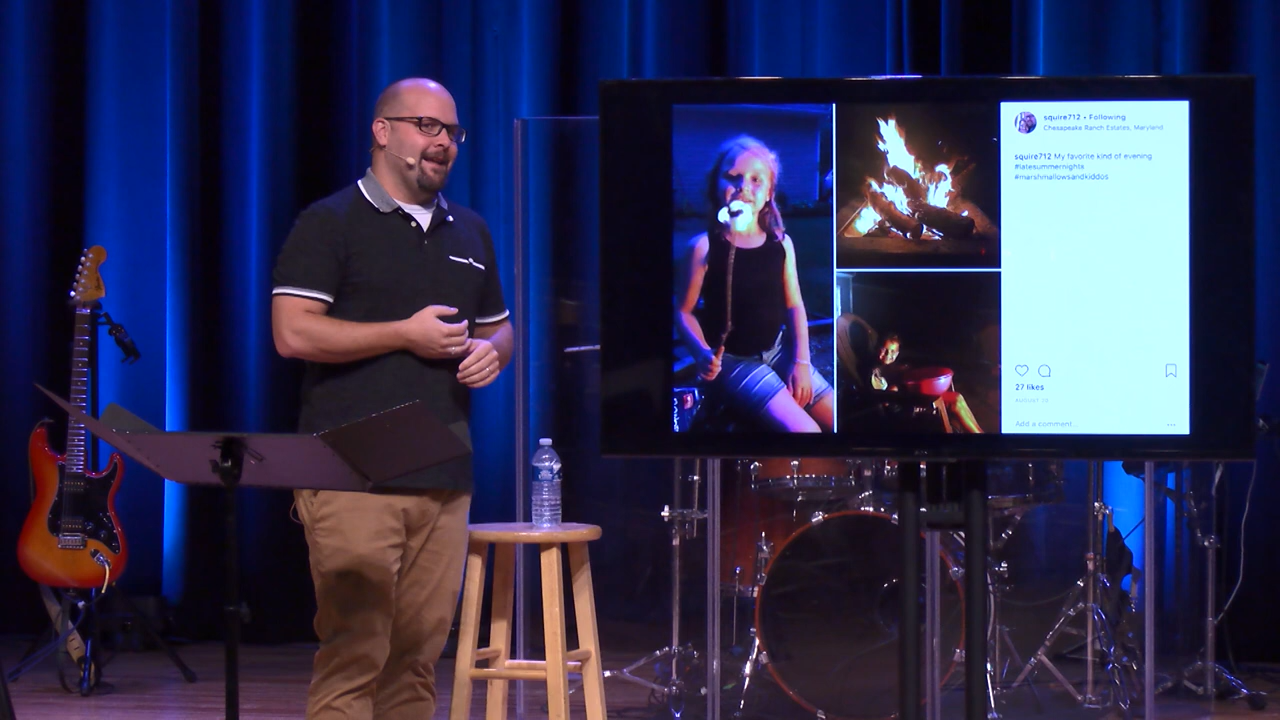 squire712 • Following
Chesapeake Ranch Estates, Maryland
squire712 My favorite kind of evening
#latesummernights
#marshmallowsandkiddos
27 likes
Add a comment...